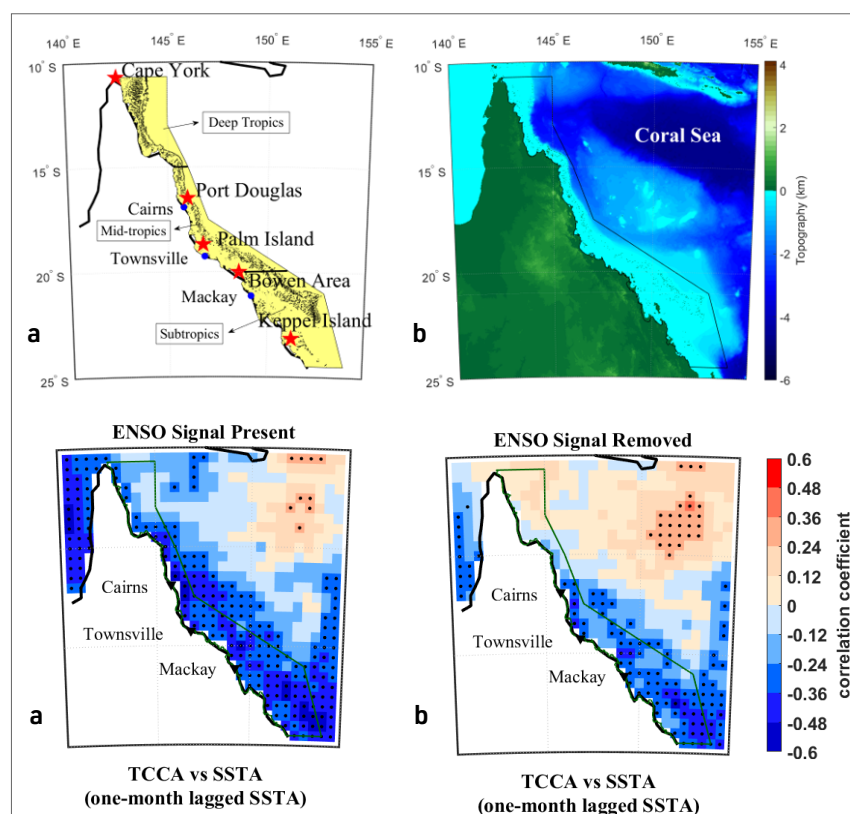 140° E 145° E 150° E 155° E
10° S
15° S
20° S
25° S
Cape York
Deep Tropics
Port Douglas
Cairns
Mid-tropics
Palm Island
Townsville
Bowen Area
Mackay
Keppel Island
Subtropics
a
140° E 145° E 150° E 155° E
10° S
15° S
20° S
25° S
Coral Sea
b
4
2
0
-2
-4
-6
Topography (km)
ENSO Signal Present
Cairns
Townsville
Mackay
a
TCCA vs SSTA
(one-month lagged SSTA)
ENSO Signal Removed
Cairns
Townsville
Mackay
b
TCCA vs SSTA
(one-month lagged SSTA)
0.6
0.48
0.36
0.24
0.12
0
-0.12
-0.24
-0.36
-0.48
-0.6
correlation coefficient